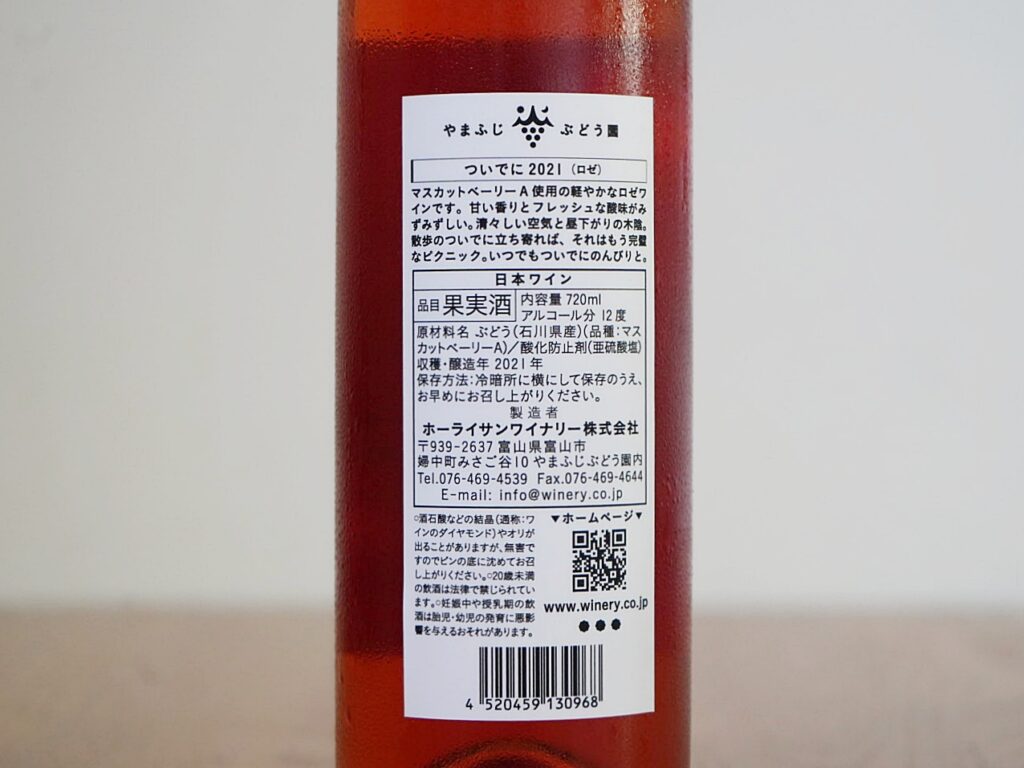 やまふじ ぶどう園
ついでに 2021 (ロゼ)
マスカットベーリーA使用の軽やかなロゼワ
インです。甘い香りとフレッシュな酸味がみ
ずみずしい。清々しい空気と昼下がりの木陰。
散歩のついでに立ち寄れば、それはもう完璧
なピクニック。いつでもついでにのんびりと。
日本ワイン
品目 果実酒
内容量 720ml
アルコール分 12度
原材料名 ぶどう(石川県産)(品種:マス
カットベーリーA)/酸化防止剤(亜硫酸塩)
収穫・醸造年 2021年
保存方法:冷暗所に横にして保存のうえ、
お早めにお召し上がりください。
製造者
ホーライサンワイナリー株式会社
〒939-2637 富山県富山市
婦中町みさご谷10 やまふじぶどう園内
Tel.076-469-4539 Fax.076-469-4644
E-mail: info@winery.co.jp
○酒石酸などの結晶(通称:ワ
インのダイヤモンド)やオリが
出ることがありますが、無害で
すのでビンの底に沈めてお召
し上がりください。○20歳未満
の飲酒は法律で禁じられてい
ます。○妊娠中や授乳期の飲
酒は胎児・幼児の発育に悪影
響を与えるおそれがあります。
▼ホームページ▼
www.winery.co.jp
4 520459 130968